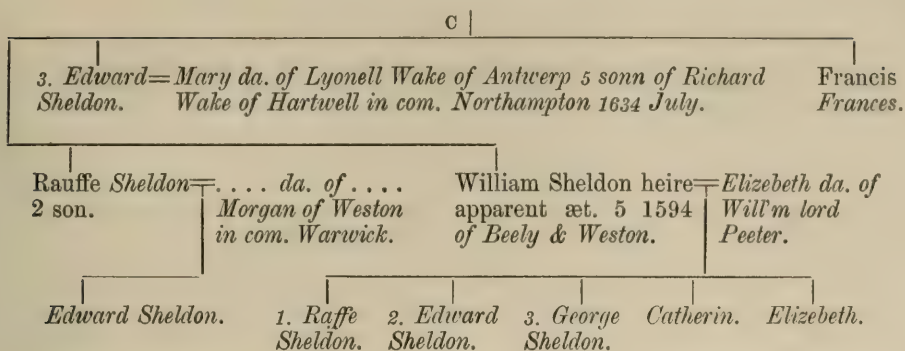 C
3. Edward= Mary da. of Lyonell Wake of Antwerp 5 sonn of Richard
Sheldon. Wake of Hartwell in com. Northampton 1634 July.
Francis
Frances.
Rauffe Sheldon= . . . . da. of . . . .
2 son. Morgan of Weston
in com. Warwick.
William Sheldon heire= Elizebeth da. of
apparent æt. 5 1594 Will'm lord
of Beely & Weston. Peeter.
Edward Sheldon.
1. Raffe
Sheldon.
2. Edward
Sheldon.
3. George
Sheldon.
Catherin.
Elizebeth.